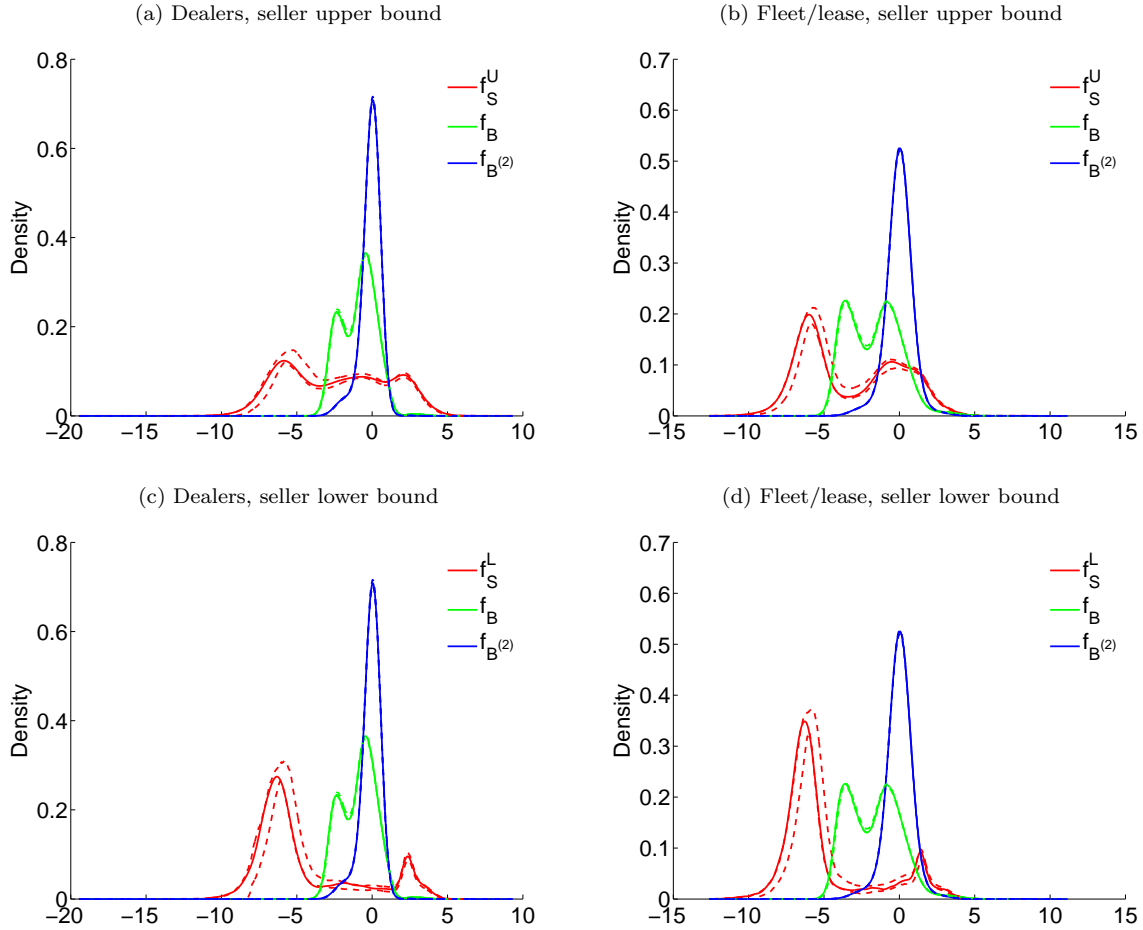 (a) Dealers, seller upper bound
0.8
0.6
0.4
0.2
0
Density
−20 −15 −10 −5 0 5 10
f_S^U
f_B
f_B^(2)
(b) Fleet/lease, seller upper bound
0.7
0.6
0.5
0.4
0.3
0.2
0.1
0
Density
−15 −10 −5 0 5 10 15
f_S^U
f_B
f_B^(2)
(c) Dealers, seller lower bound
0.8
0.6
0.4
0.2
0
Density
−20 −15 −10 −5 0 5 10
f_S^L
f_B
f_B^(2)
(d) Fleet/lease, seller lower bound
0.7
0.6
0.5
0.4
0.3
0.2
0.1
0
Density
−15 −10 −5 0 5 10 15
f_S^L
f_B
f_B^(2)